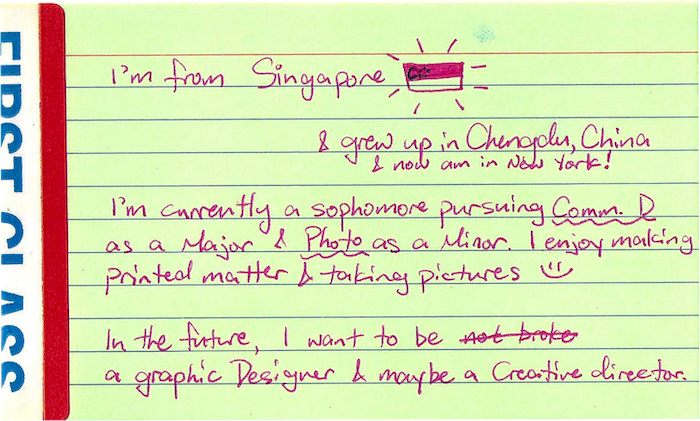 FIRST CLASS
I'm from Singapore
& grew up in Chengdu, China
& now am in New York!
I'm currently a sophomore pursuing Comm. D
as a Major & Photo as a Minor. I enjoy making
printed matter & taking pictures
In the future, I want to be not broke
a graphic Designer & maybe a Creative director.